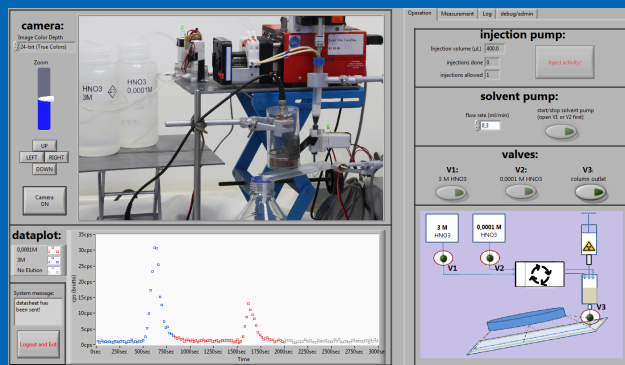 camera:
Image Color Depth
24-bit (True Colors)
Zoom
UP
LEFT RIGHT
DOWN
Camera
ON
HNO3
3M
HNO3
0.0001M
dataplot:
0,0001M
3M
No Elution
System message:
datasheet has
been sent!
Logout and Exit
cps (beatris)
35cps
30cps
25cps
20cps
15cps
10cps
5cps
0cps
0sec 250sec 500sec 750sec 1000sec 1250sec 1500sec 1750sec 2000sec 2250sec 2500sec 2750sec 3000se
Time
Operation Measurement Log debug/admin
injection pump:
Injection volume (µL) 400.0
injections done 0
injections allowed 1
Inject activity!
solvent pump:
flow rate (ml/min)
0,3
start/stop solvent pump
(open V1 or V2 first)
valves:
V1: V2: V3:
3 M HNO3 0,0001 M HNO3 column outlet
3 M
HNO3
0,0001 M
HNO3
V1
V2
V3